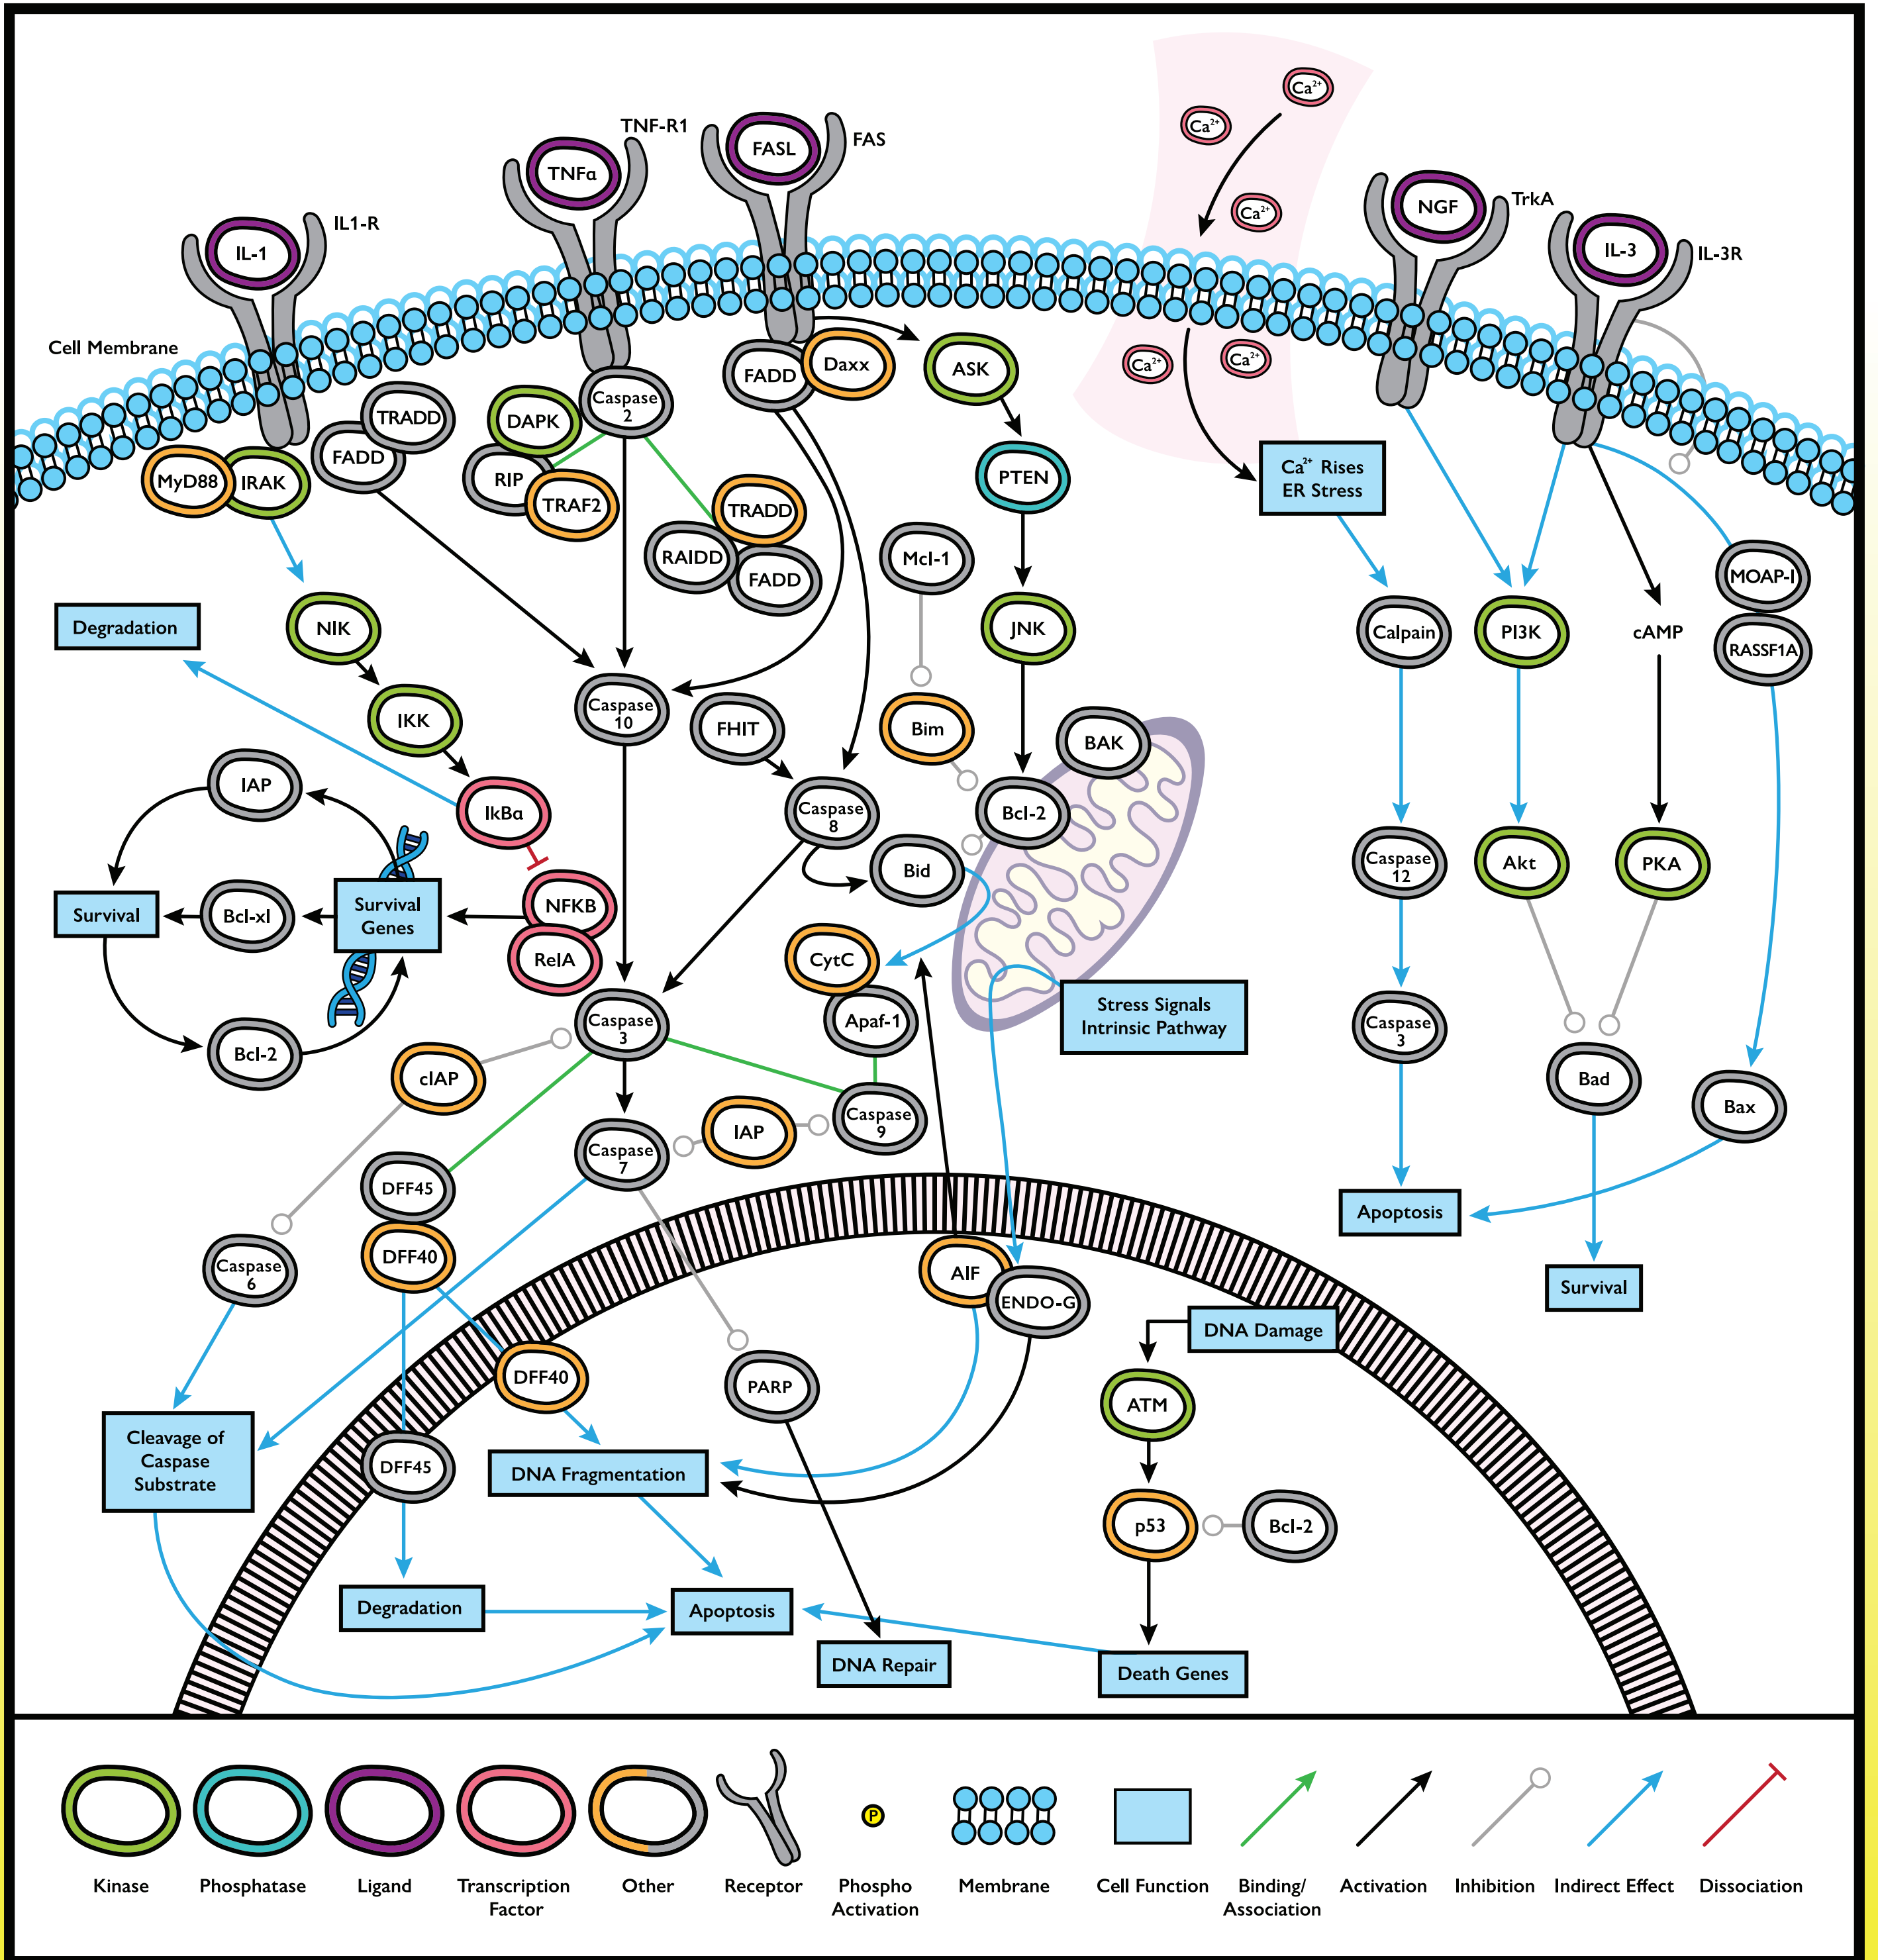 Ca²⁺
Ca²⁺
TNF-R1
FASL
FAS
TNFα
Ca²⁺
NGF
TrkA
IL-1
IL1-R
IL-3
IL-3R
Cell Membrane
FADD
Daxx
ASK
Ca²⁺
Ca²⁺
TRADD
FADD
DAPK
Caspase
2
MyD88
IRAK
RIP
TRAF2
TRADD
RAIDD
FADD
PTEN
Ca²⁺ Rises
ER Stress
Mcl-1
MOAP-I
Degradation
NIK
JNK
Calpain
PI3K
cAMP
RASSF1A
IKK
Caspase
10
FHIT
Bim
BAK
IAP
IkBα
Caspase
8
Bcl-2
Bid
Caspase
12
Akt
PKA
Survival
Bcl-xl
Survival
Genes
NFKB
RelA
CytC
Apaf-1
Stress Signals
Intrinsic Pathway
Caspase
3
Caspase
3
Bcl-2
cIAP
Bad
Bax
Caspase
7
IAP
Caspase
9
DFF45
DFF40
Apoptosis
Caspase
6
AIF
ENDO-G
Survival
DNA Damage
DFF40
PARP
ATM
Cleavage of
Caspase
Substrate
DFF45
DNA Fragmentation
p53
Bcl-2
Degradation
Apoptosis
DNA Repair
Death Genes
P
Kinase
Phosphatase
Ligand
Transcription
Factor
Other
Receptor
Phospho
Activation
Membrane
Cell Function
Binding/
Association
Activation
Inhibition
Indirect Effect
Dissociation